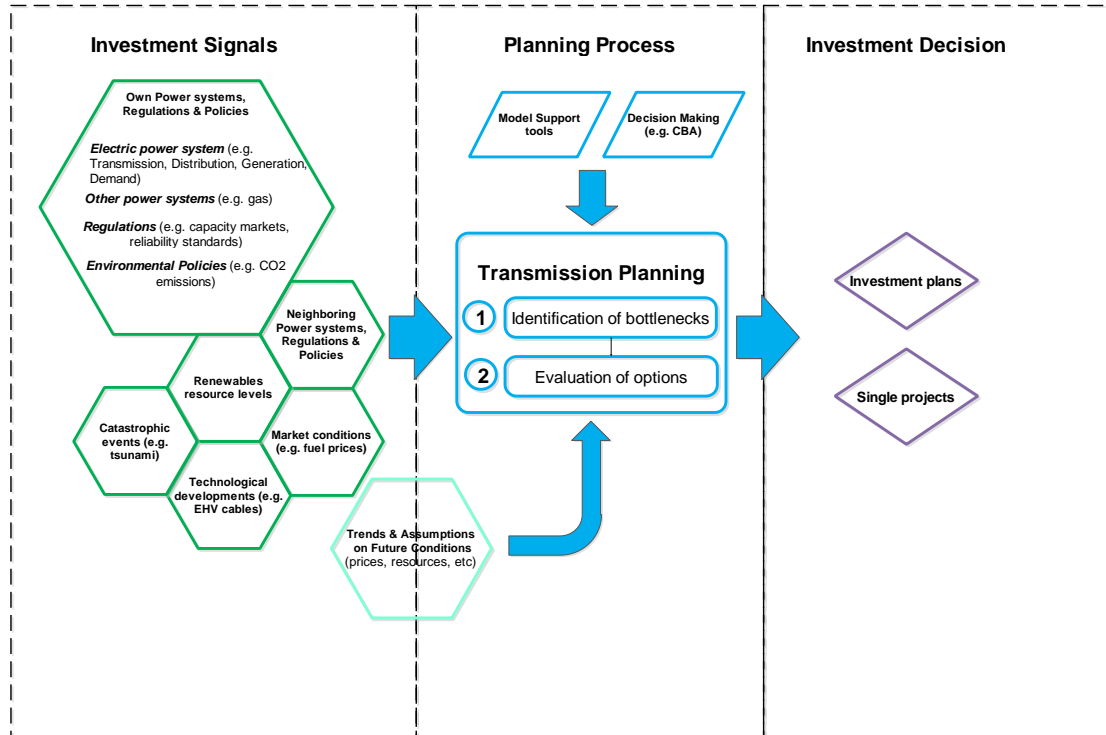 Investment Signals
Own Power systems,
Regulations & Policies
Electric power system (e.g.
Transmission, Distribution, Generation,
Demand)
Other power systems (e.g. gas)
Regulations (e.g. capacity markets,
reliability standards)
Environmental Policies (e.g. CO2
emissions)
Neighboring
Power systems,
Regulations &
Policies
Renewables
resource levels
Catastrophic
events (e.g.
tsunami)
Market conditions
(e.g. fuel prices)
Technological
developments (e.g.
EHV cables)
Trends & Assumptions
on Future Conditions
(prices, resources, etc)
Planning Process
Model Support
tools
Decision Making
(e.g. CBA)
Transmission Planning
1 Identification of bottlenecks
2 Evaluation of options
Investment Decision
Investment plans
Single projects